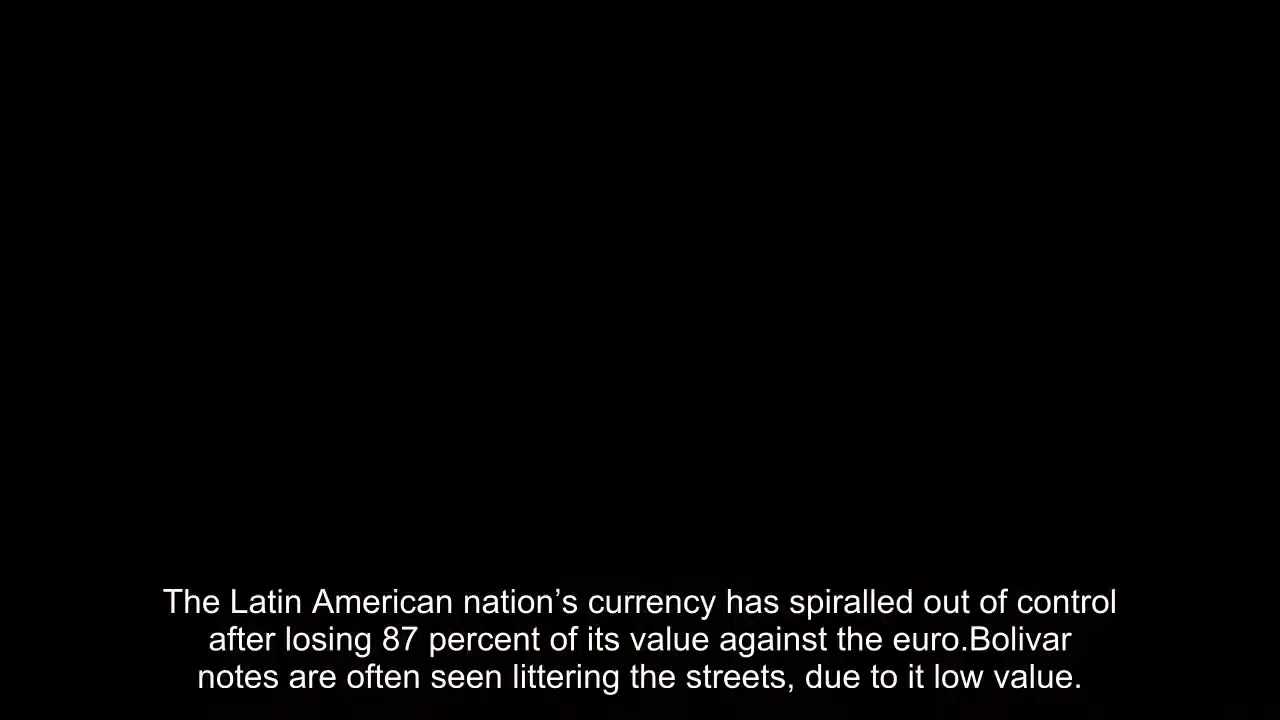 The Latin American nation’s currency has spiralled out of control
after losing 87 percent of its value against the euro.Bolivar
notes are often seen littering the streets, due to it low value.